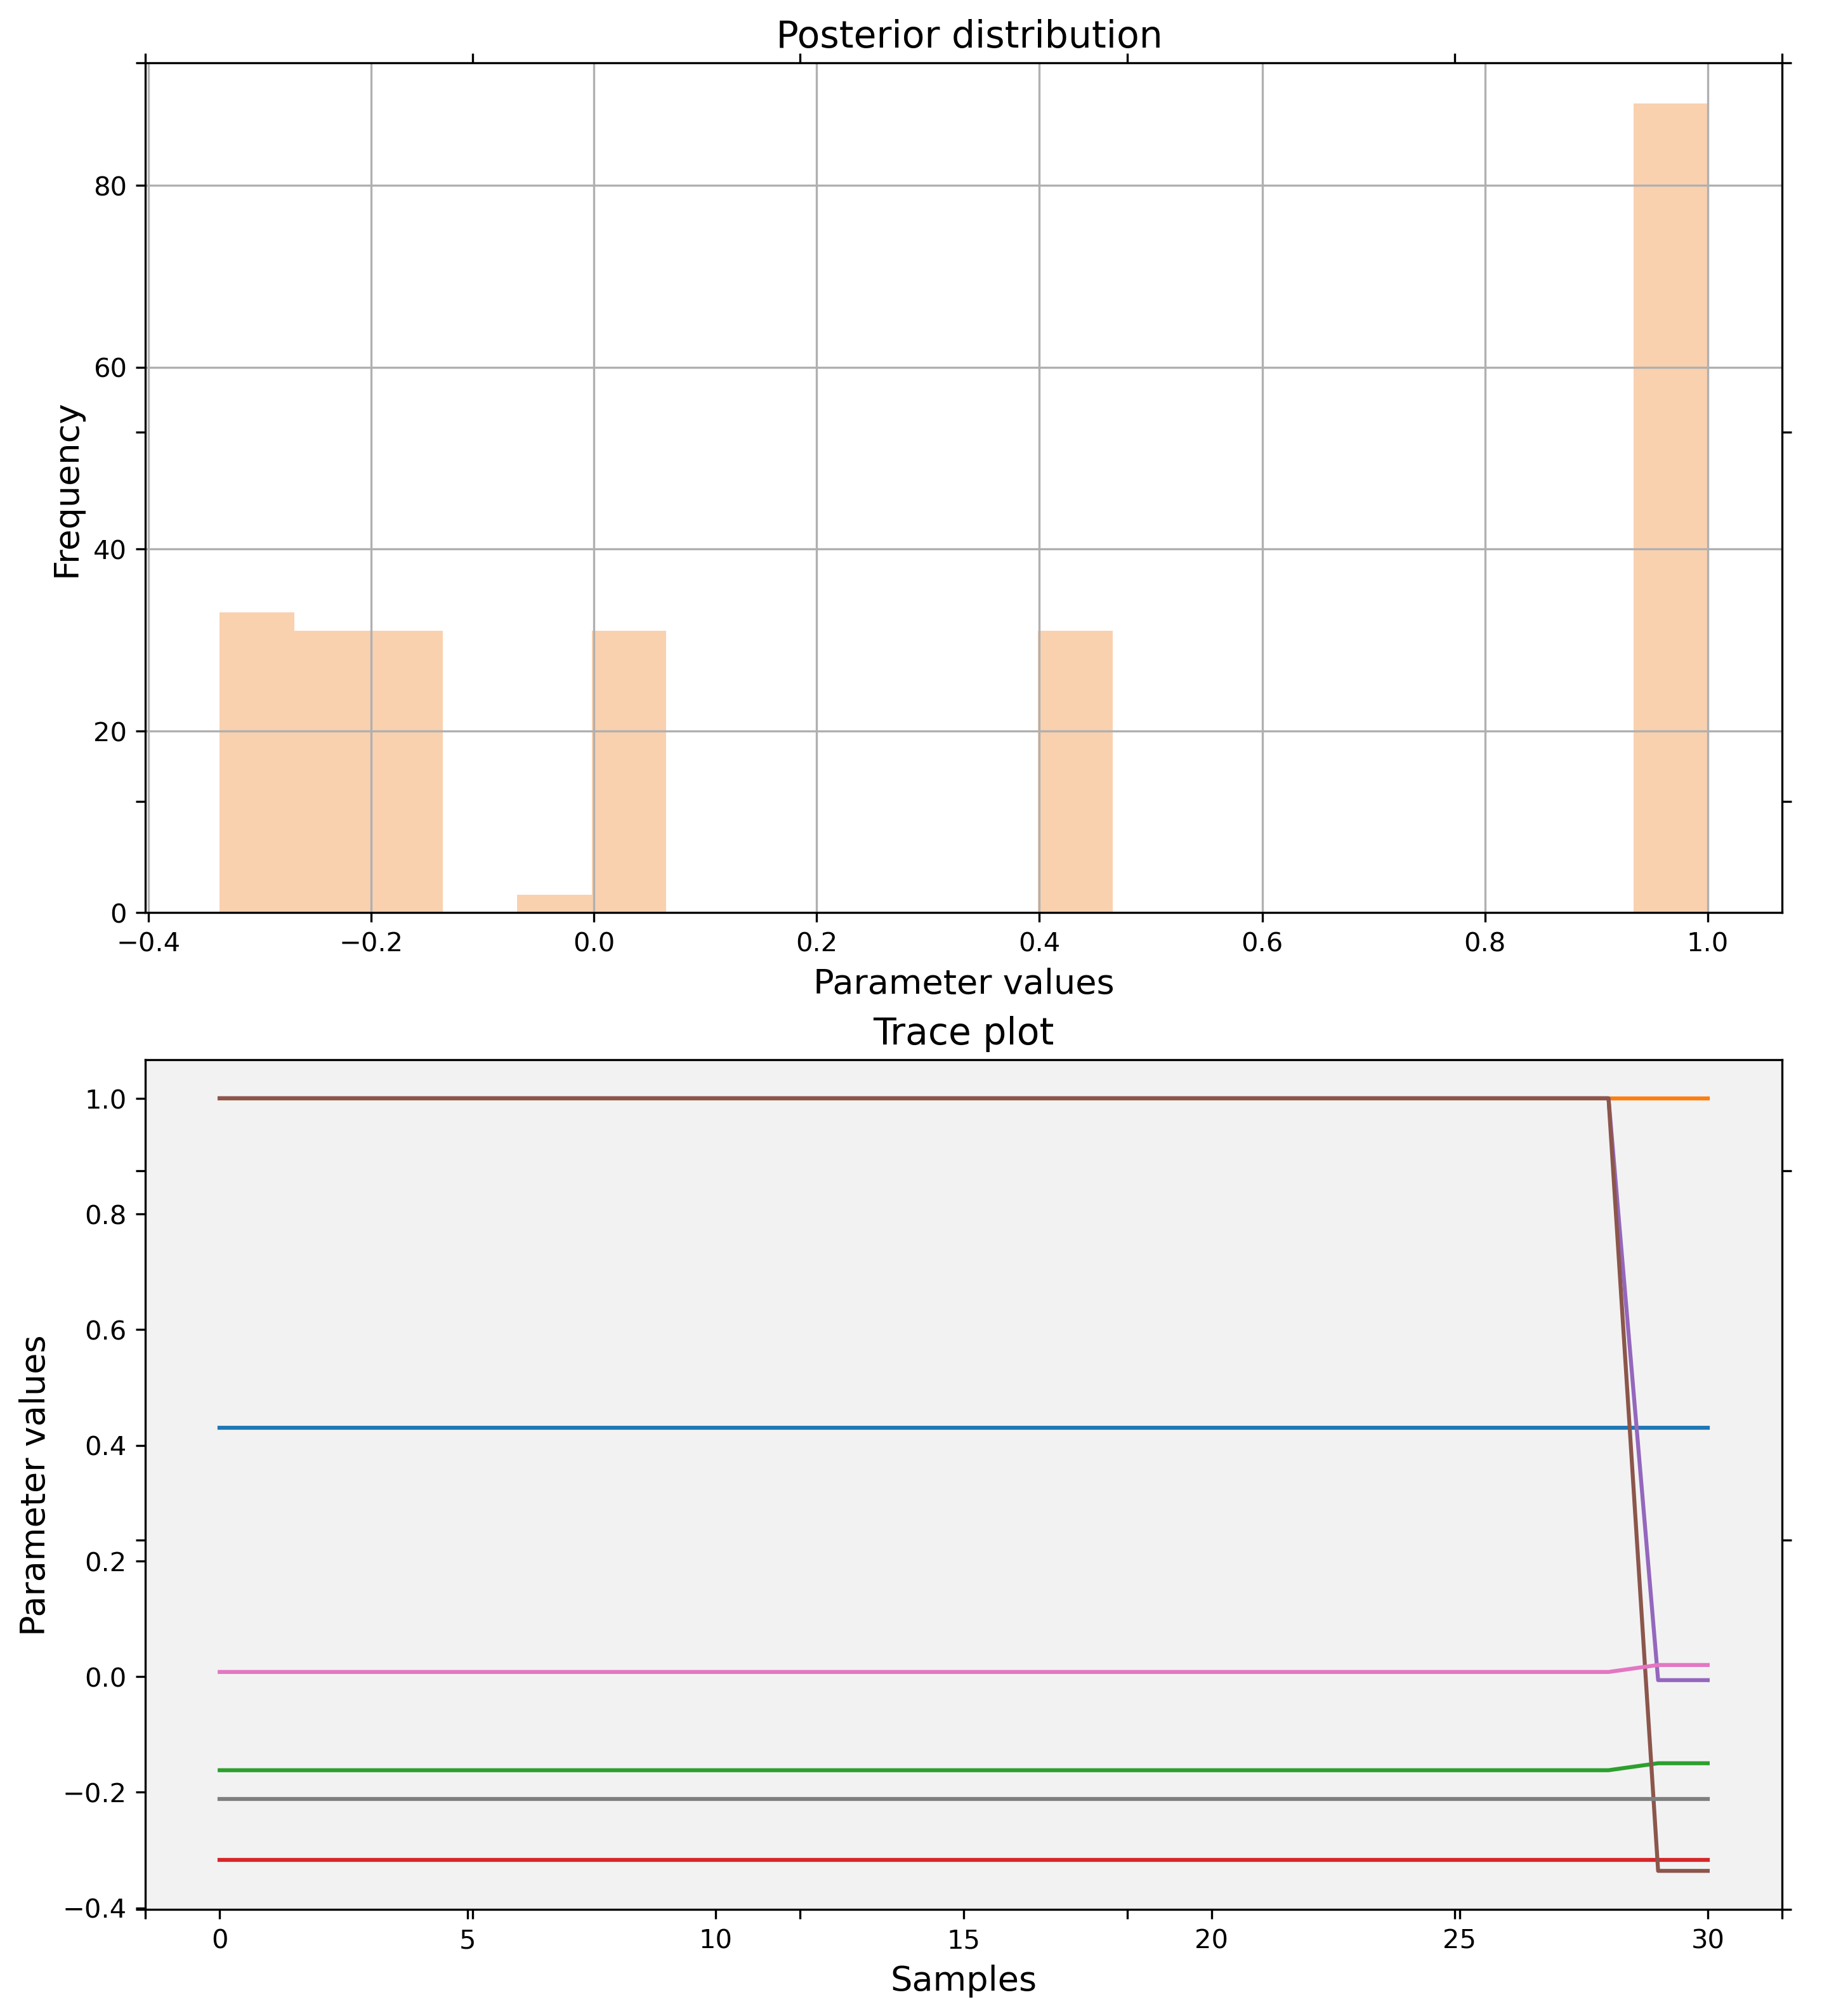 Posterior distribution
80
60
40
20
0
Frequency
−0.4 −0.2 0.0 0.2 0.4 0.6 0.8 1.0
Parameter values
Trace plot
1.0
0.8
0.6
0.4
0.2
0.0
−0.2
−0.4
Parameter values
0 5 10 15 20 25 30
Samples